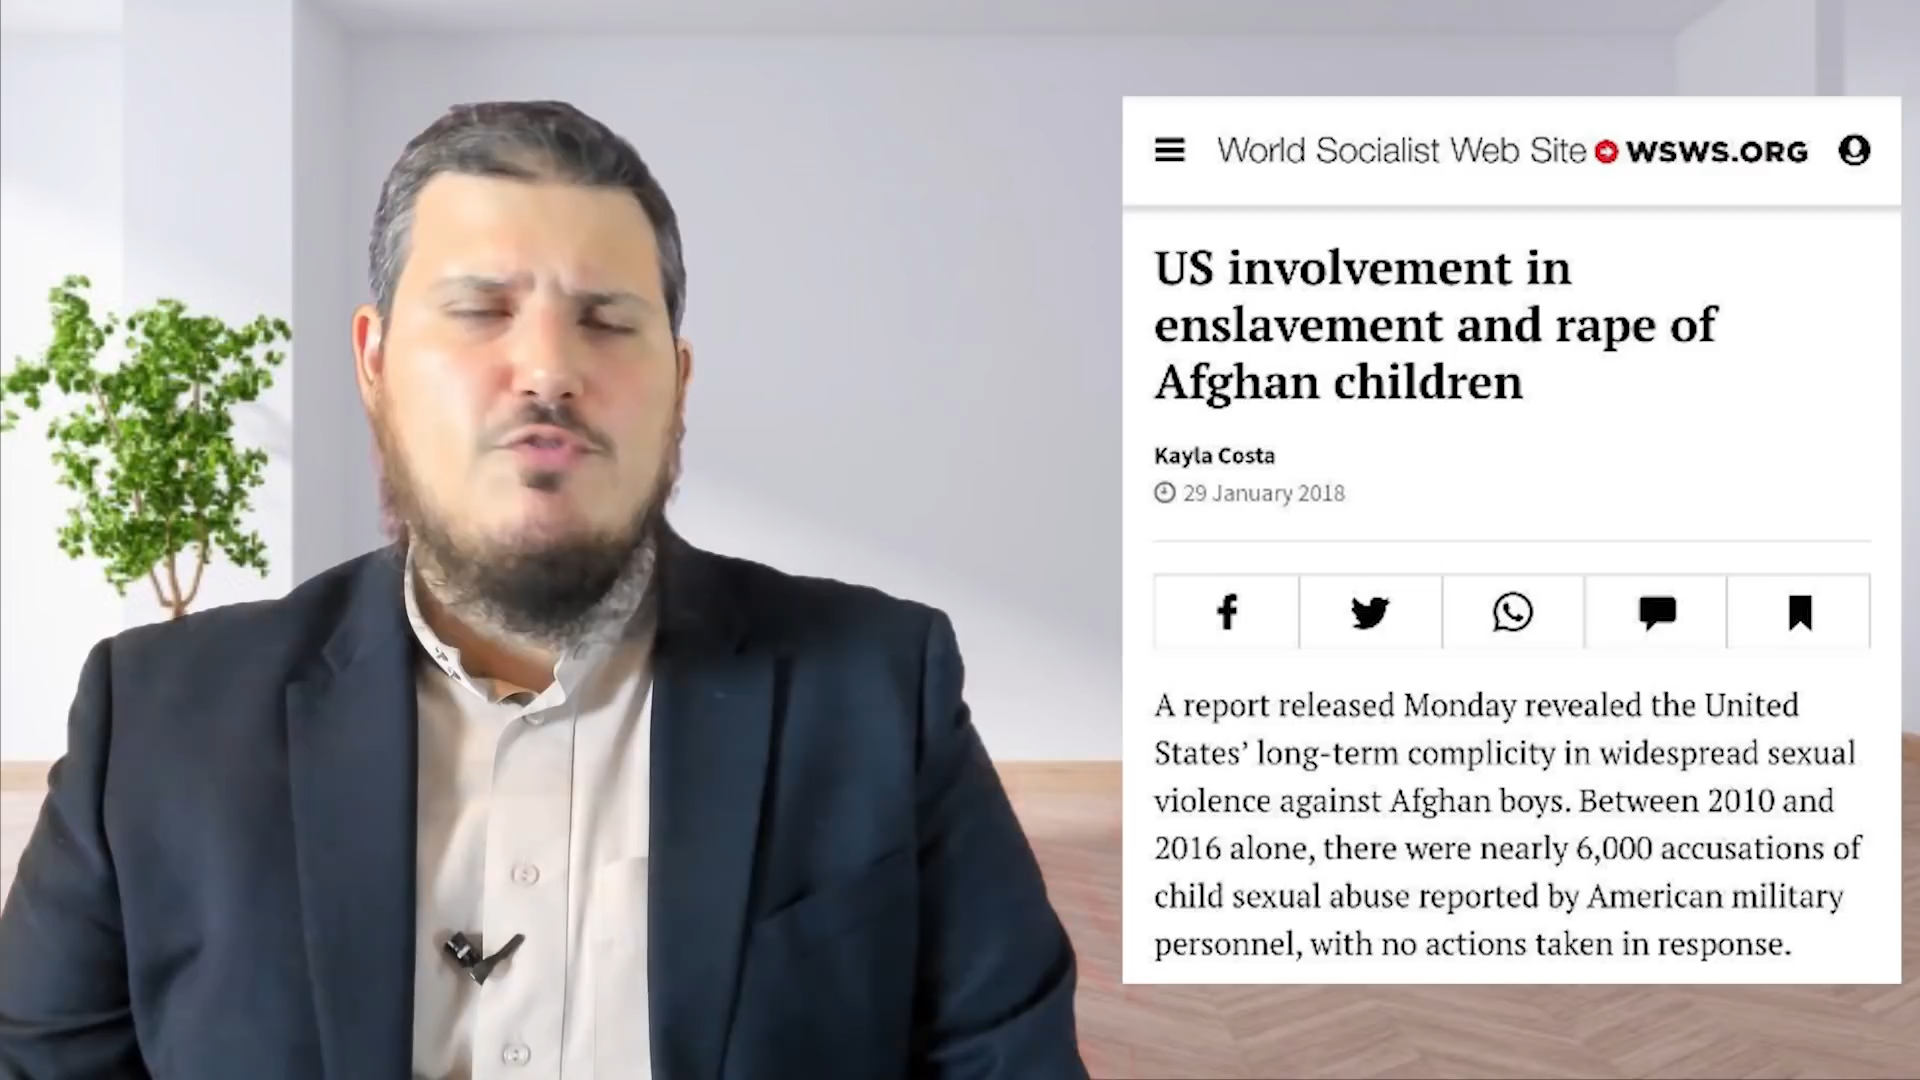 World Socialist Web Site WSWS.ORG
US involvement in
enslavement and rape of
Afghan children
Kayla Costa
29 January 2018
A report released Monday revealed the United
States’ long-term complicity in widespread sexual
violence against Afghan boys. Between 2010 and
2016 alone, there were nearly 6,000 accusations of
child sexual abuse reported by American military
personnel, with no actions taken in response.